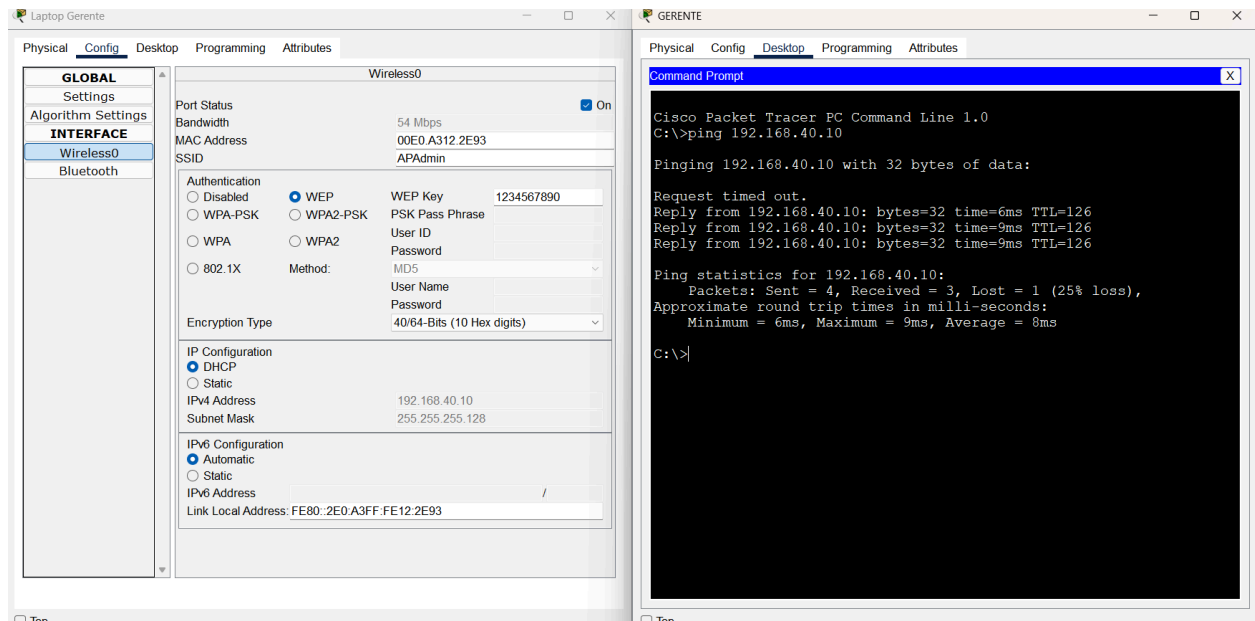 Laptop Gerente
Physical Config Desktop Programming Attributes
GLOBAL
Settings
Algorithm Settings
INTERFACE
Wireless0
Bluetooth
Wireless0
Port Status On
Bandwidth 54 Mbps
MAC Address 00E0.A312.2E93
SSID APAdmin
Authentication
Disabled WEP WEP Key 1234567890
WPA-PSK WPA2-PSK PSK Pass Phrase
User ID
WPA WPA2
Password
802.1X Method: MD5
User Name
Password
Encryption Type 40/64-Bits (10 Hex digits)
IP Configuration
DHCP
Static
IPv4 Address 192.168.40.10
Subnet Mask 255.255.255.128
IPv6 Configuration
Automatic
Static
IPv6 Address /
Link Local Address: FE80::2E0:A3FF:FE12:2E93
Top
GERENTE
Physical Config Desktop Programming Attributes
Command Prompt X
Cisco Packet Tracer PC Command Line 1.0
C:\>ping 192.168.40.10
Pinging 192.168.40.10 with 32 bytes of data:
Request timed out.
Reply from 192.168.40.10: bytes=32 time=6ms TTL=126
Reply from 192.168.40.10: bytes=32 time=9ms TTL=126
Reply from 192.168.40.10: bytes=32 time=9ms TTL=126
Ping statistics for 192.168.40.10:
Packets: Sent = 4, Received = 3, Lost = 1 (25% loss),
Approximate round trip times in milli-seconds:
Minimum = 6ms, Maximum = 9ms, Average = 8ms
C:\>
Top